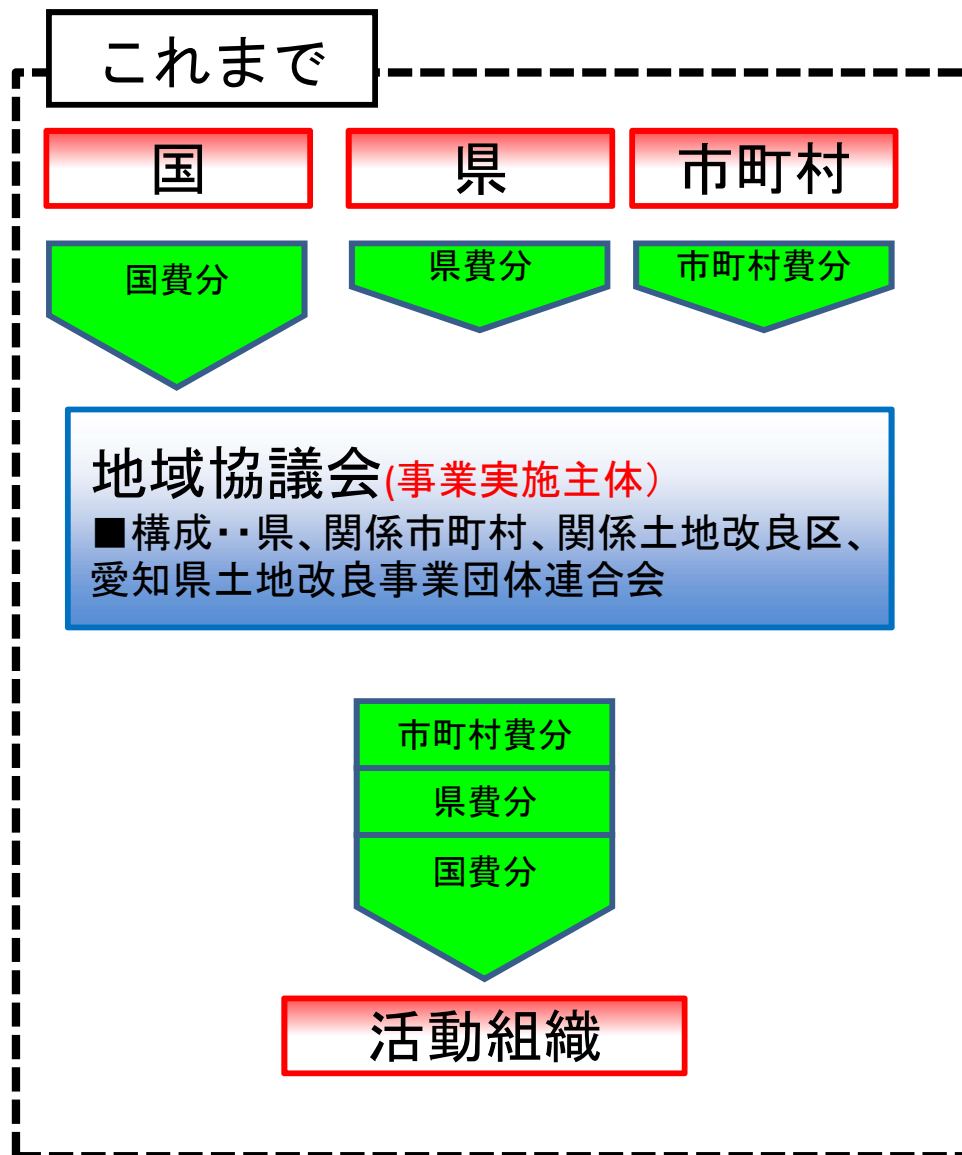 これまで
国 県 市町村
国費分 県費分 市町村費分
地域協議会(事業実施主体）
■構成・・県、関係市町村、関係土地改良区、
愛知県土地改良事業団体連合会
市町村費分
県費分
国費分
活動組織